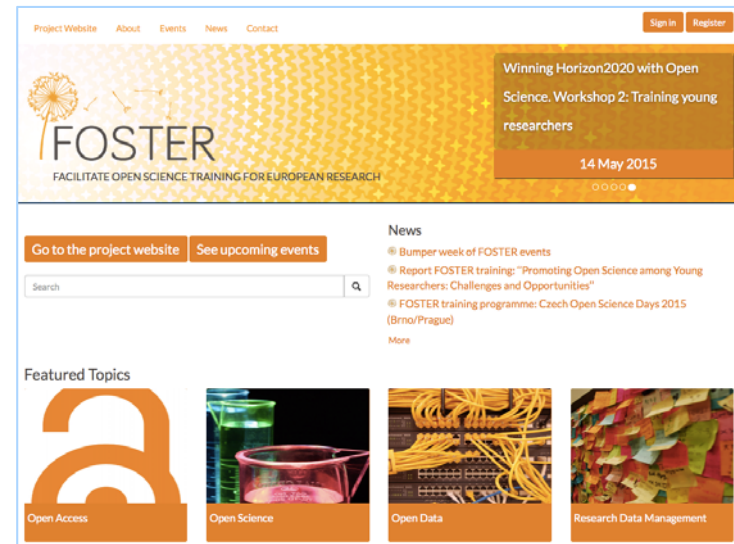 Project Website About Events News Contact
Sign in Register
FOSTER
FACILITATE OPEN SCIENCE TRAINING FOR EUROPEAN RESEARCH
Winning Horizon2020 with Open
Science. Workshop 2: Training young
researchers
14 May 2015
Go to the project website See upcoming events
Search
News
Bumper week of FOSTER events
Report FOSTER training: "Promoting Open Science among Young
Researchers: Challenges and Opportunities"
FOSTER training programme: Czech Open Science Days 2015
(Brno/Prague)
More
Featured Topics
Open Access
Open Science
Open Data
Research Data Management